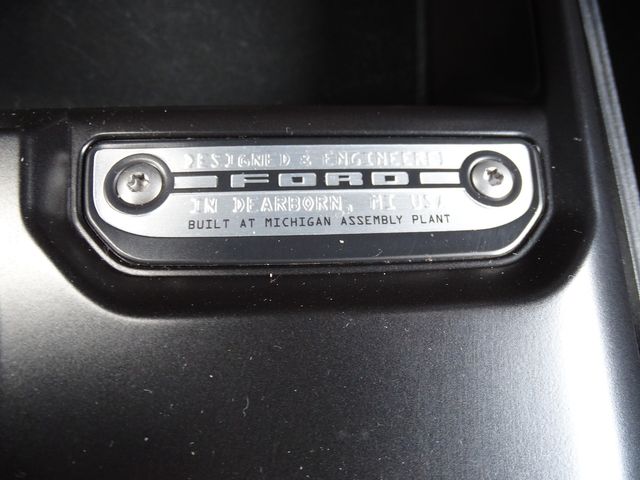 DESIGNED & ENGINEERED
FORD
IN DEARBORN, MI USA
BUILT AT MICHIGAN ASSEMBLY PLANT